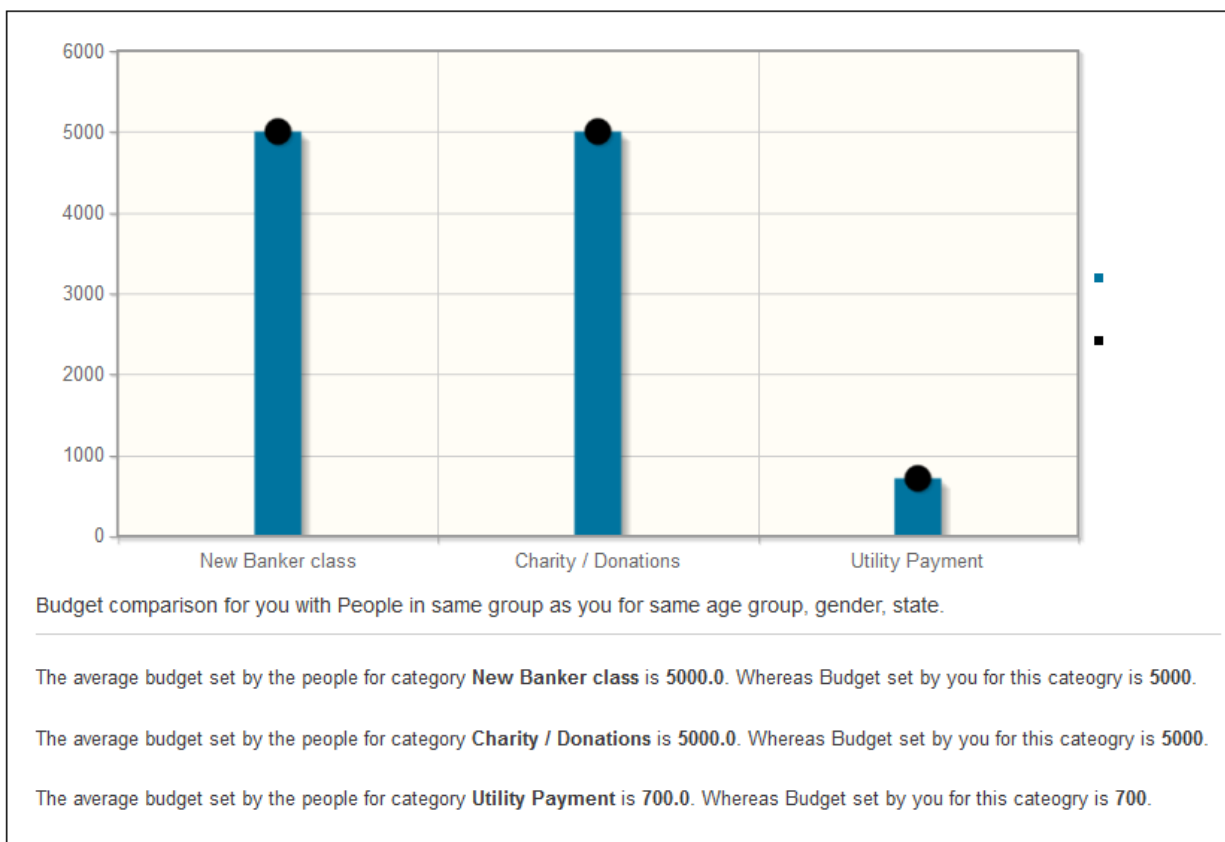 6000
5000
4000
3000
2000
1000
0
New Banker class Charity / Donations Utility Payment
Budget comparison for you with People in same group as you for same age group, gender, state.
The average budget set by the people for category New Banker class is 5000.0. Whereas Budget set by you for this cateogry is 5000.
The average budget set by the people for category Charity / Donations is 5000.0. Whereas Budget set by you for this cateogry is 5000.
The average budget set by the people for category Utility Payment is 700.0. Whereas Budget set by you for this cateogry is 700.